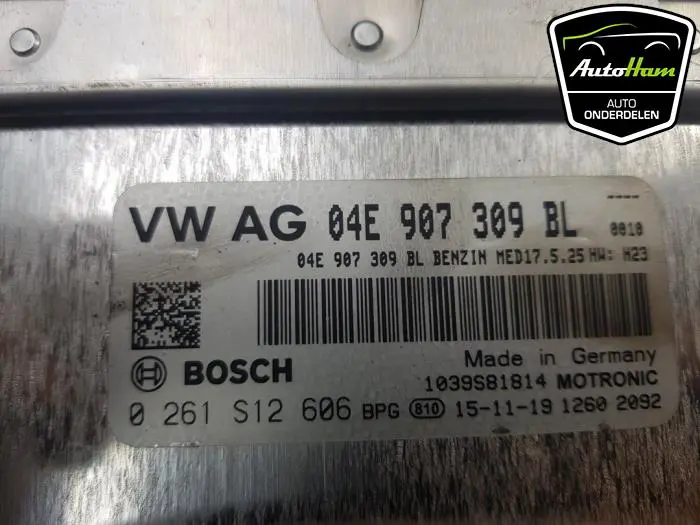 AutoHam
AUTO
ONDERDELEN
VW AG 04E 907 309 BL 0010
04E 907 309 BL BENZIN MED17.5.25 HW: H23
Made in Germany
BOSCH
1039S81814 MOTRONIC
0 261 S12 606 BPG 810 15-11-19 1260 2092